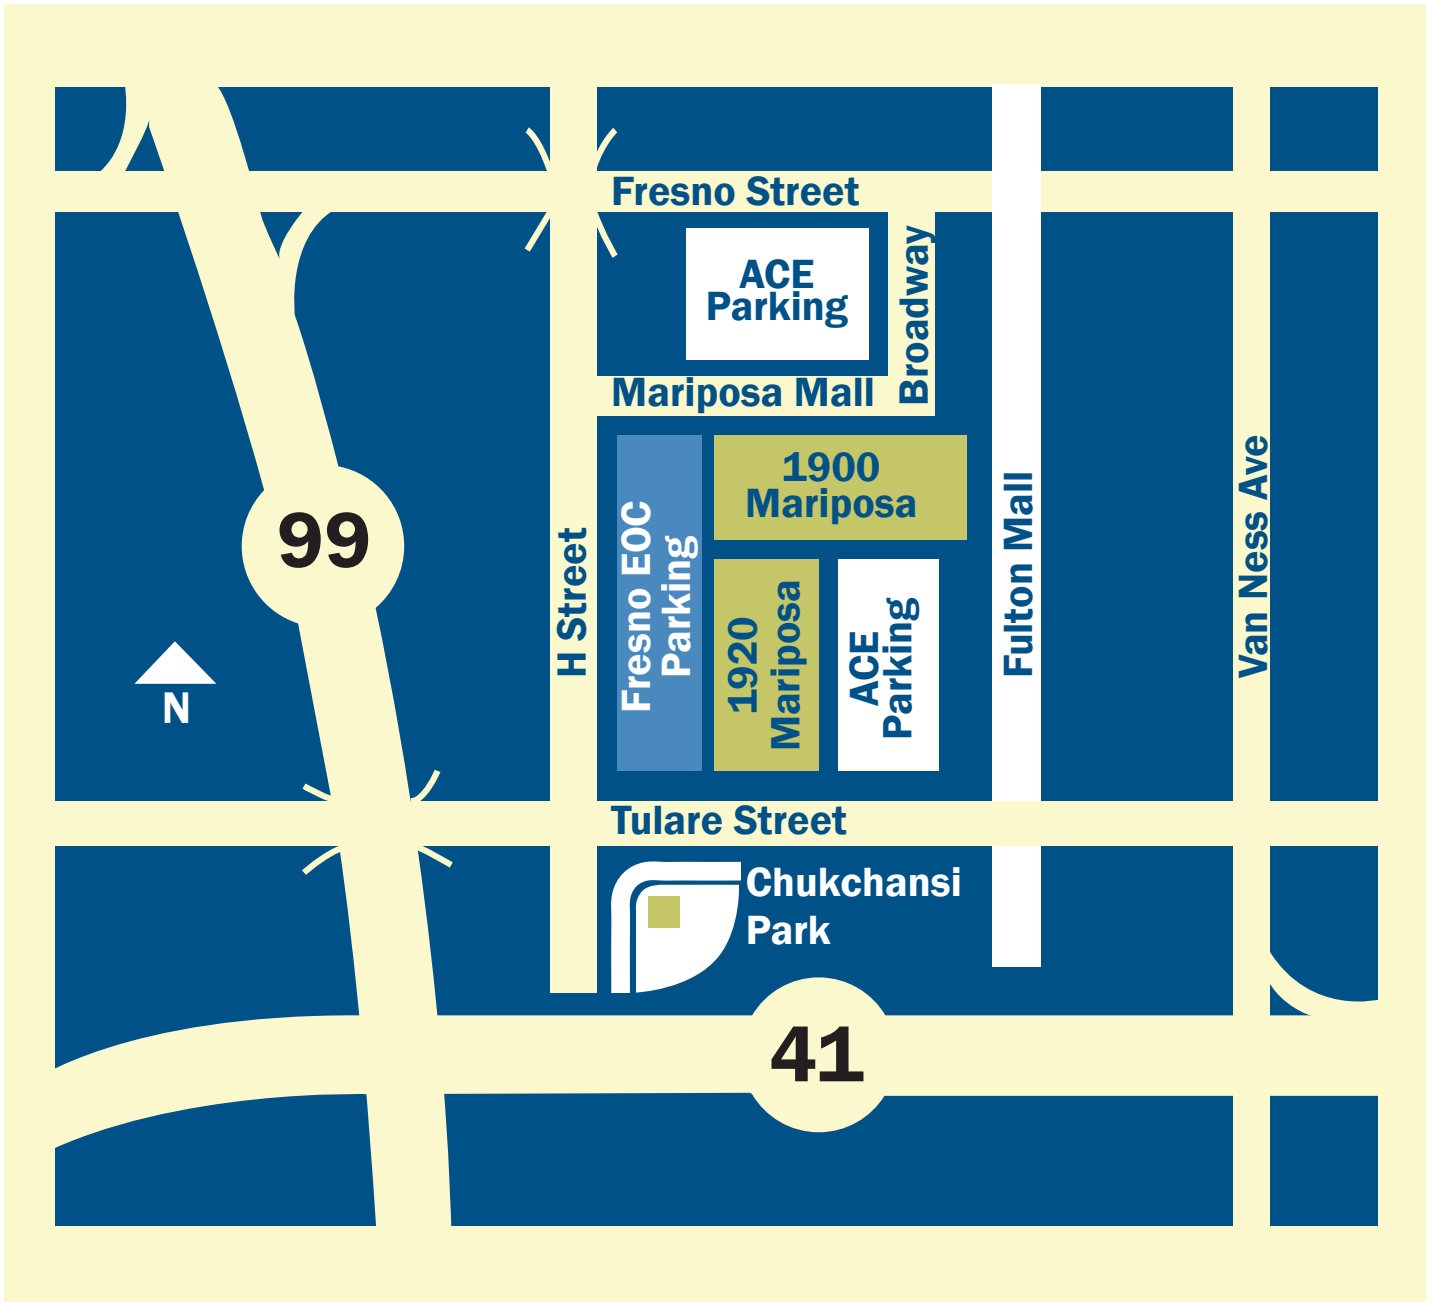 Fresno Street
ACE
Parking
Broadway
Mariposa Mall
1900
Mariposa
99
H Street
Fresno EOC
Parking
1920
Mariposa
ACE
Parking
Fulton Mall
Van Ness Ave
N
Tulare Street
Chukchansi
Park
41